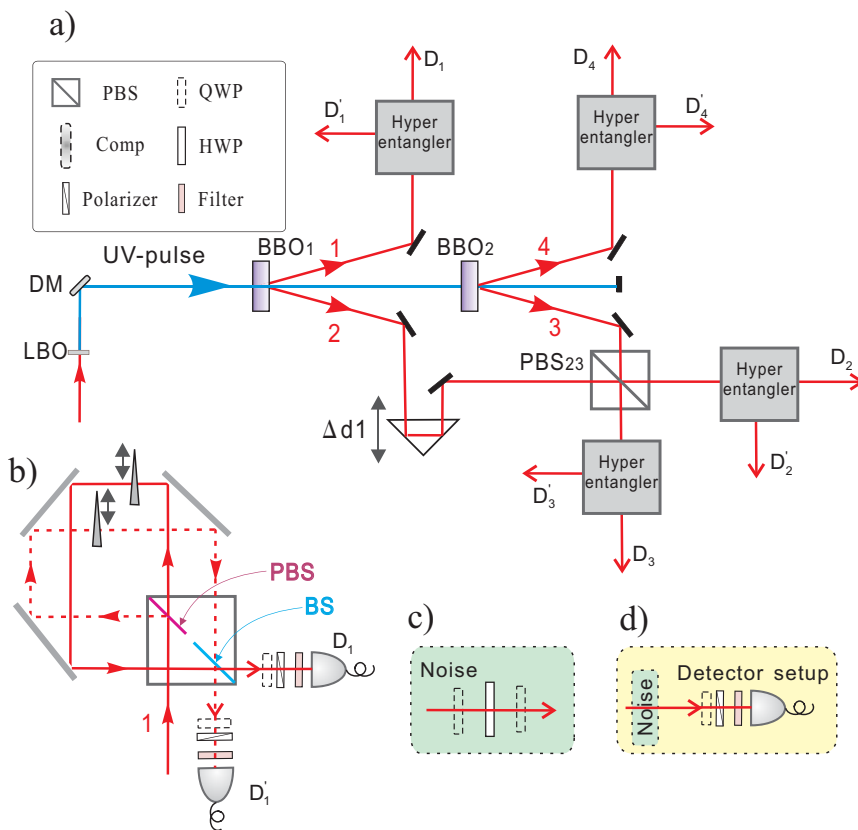 a)
PBS
QWP
Comp
HWP
Polarizer
Filter
D1
D'1
Hyper
entangler
D4
D'4
Hyper
entangler
UV-pulse
BBO1
1
BBO2
4
DM
2
3
LBO
PBS23
D2
Hyper
entangler
D'2
Δd1
Hyper
entangler
D'3
D3
b)
PBS
BS
D1
1
D'1
c)
Noise
d)
Detector setup
Noise